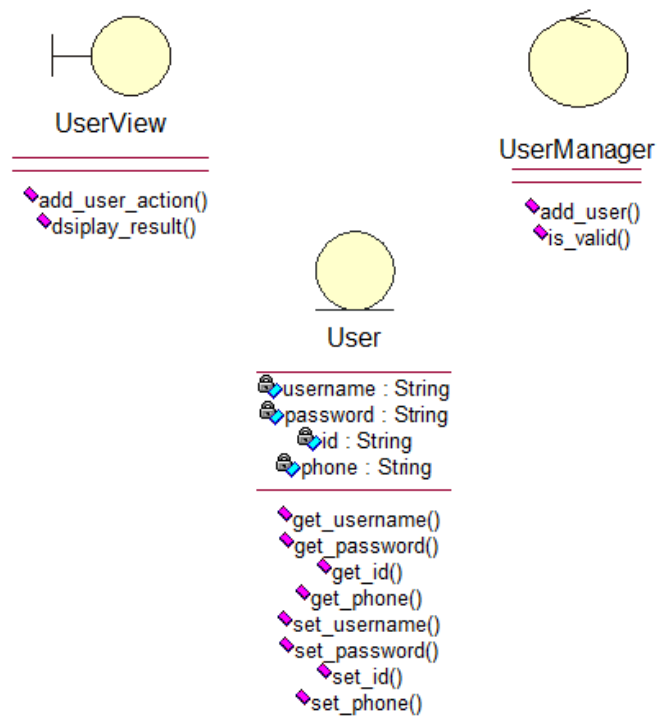 UserView
add_user_action()
dsiplay_result()
UserManager
add_user()
is_valid()
User
username : String
password : String
id : String
phone : String
get_username()
get_password()
get_id()
get_phone()
set_username()
set_password()
set_id()
set_phone()